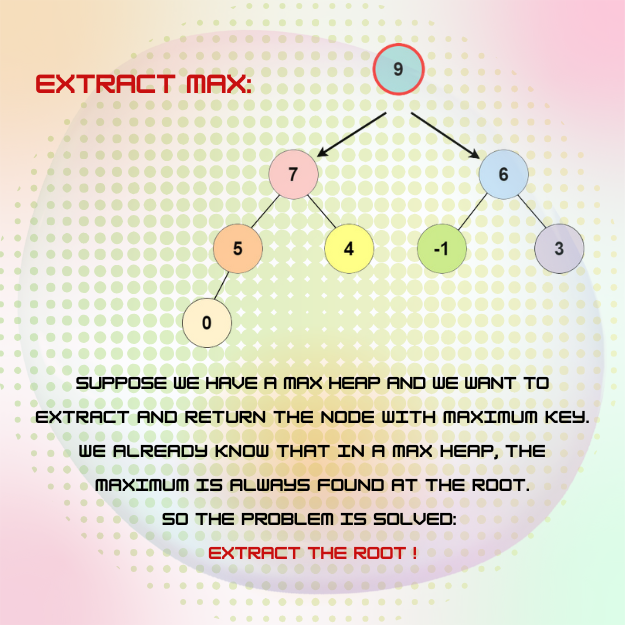 EXTRACT MAX:
9
7
6
5
4
-1
3
0
SUPPOSE WE HAVE A MAX HEAP AND WE WANT TO
EXTRACT AND RETURN THE NODE WITH MAXIMUM KEY.
WE ALREADY KNOW THAT IN A MAX HEAP, THE
MAXIMUM IS ALWAYS FOUND AT THE ROOT.
SO THE PROBLEM IS SOLVED:
EXTRACT THE ROOT !